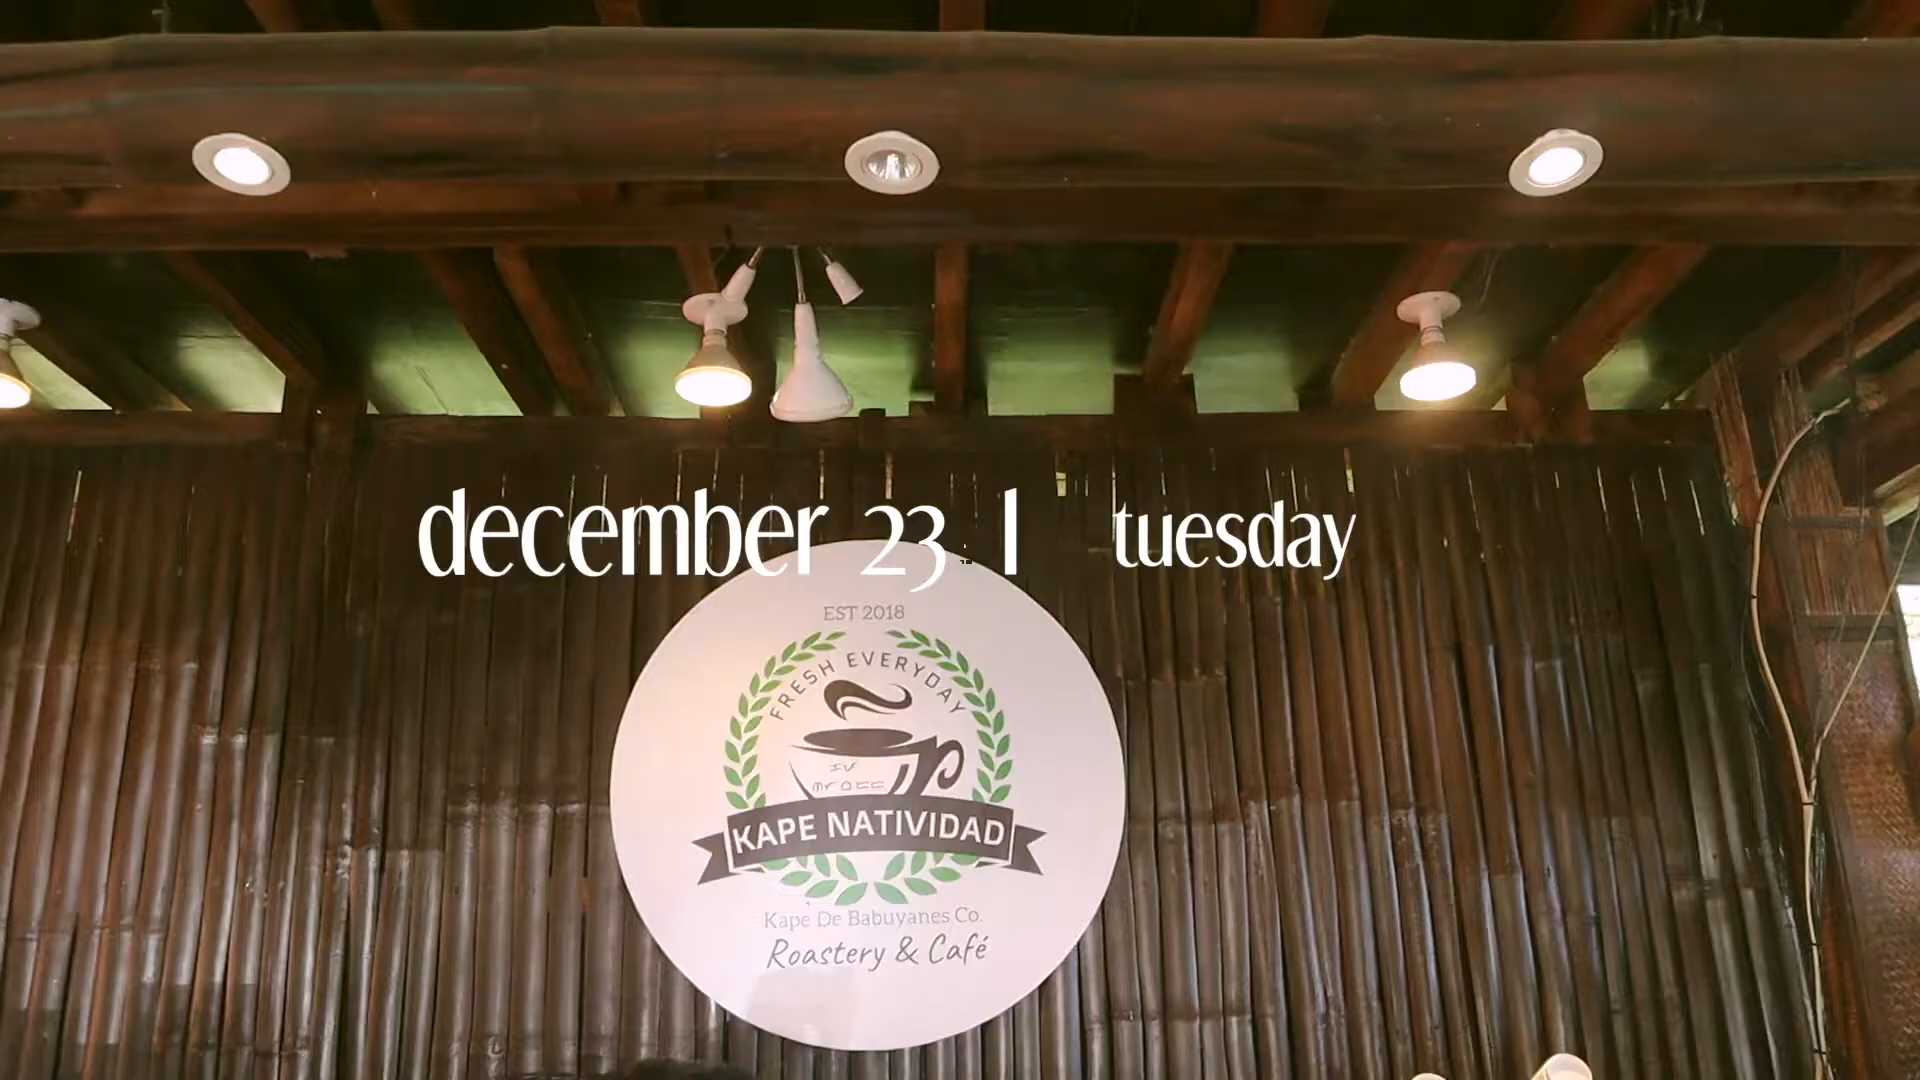 december 23 | tuesday
EST 2018
FRESH EVERYDAY
KAPE NATIVIDAD
Kape De Babuyanes Co.
Roastery & Café